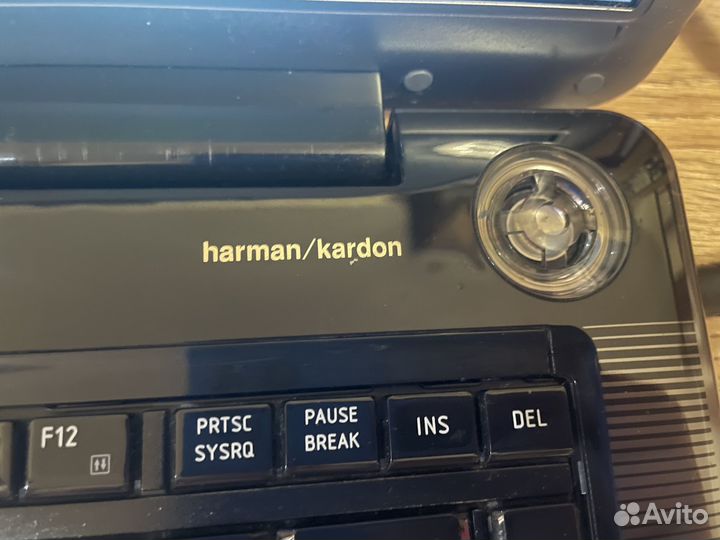 harman/kardon
F12
PRTSC
SYSRQ
PAUSE
BREAK
INS
DEL
Avito